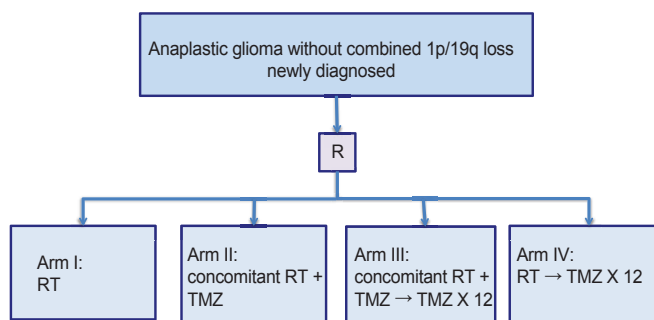 Anaplastic glioma without combined 1p/19q loss
newly diagnosed
R
Arm I:
RT
Arm II:
concomitant RT +
TMZ
Arm III:
concomitant RT +
TMZ → TMZ X 12
Arm IV:
RT → TMZ X 12